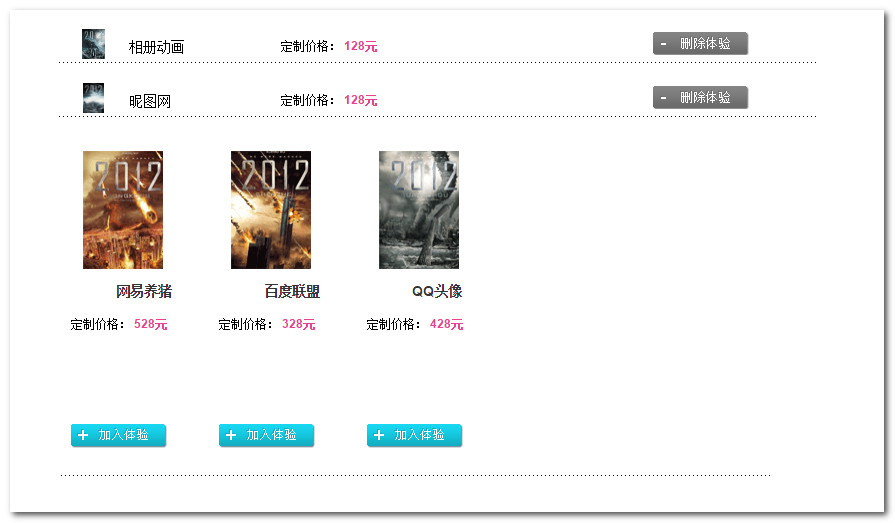 相册动画 定制价格： 128元 - 删除体验
昵图网 定制价格： 128元 - 删除体验
2012 2012 2012
网易养猪 百度联盟 QQ头像
定制价格： 528元 定制价格： 328元 定制价格： 428元
+ 加入体验 + 加入体验 + 加入体验